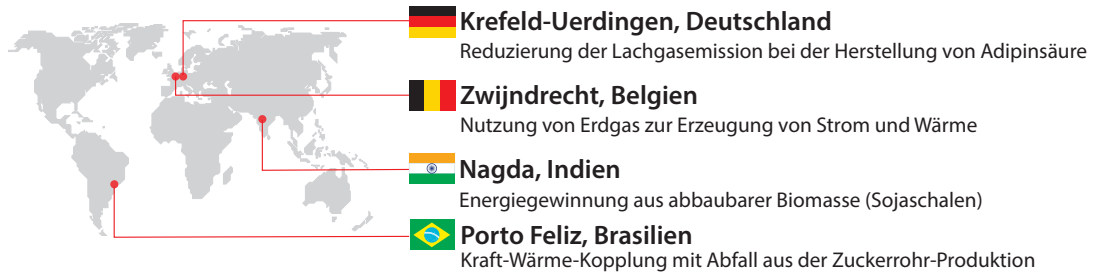 Krefeld-Uerdingen, Deutschland
Reduzierung der Lachgasemission bei der Herstellung von Adipinsäure
Zwijndrecht, Belgien
Nutzung von Erdgas zur Erzeugung von Strom und Wärme
Nagda, Indien
Energiegewinnung aus abbaubarer Biomasse (Sojaschalen)
Porto Feliz, Brasilien
Kraft-Wärme-Kopplung mit Abfall aus der Zuckerrohr-Produktion